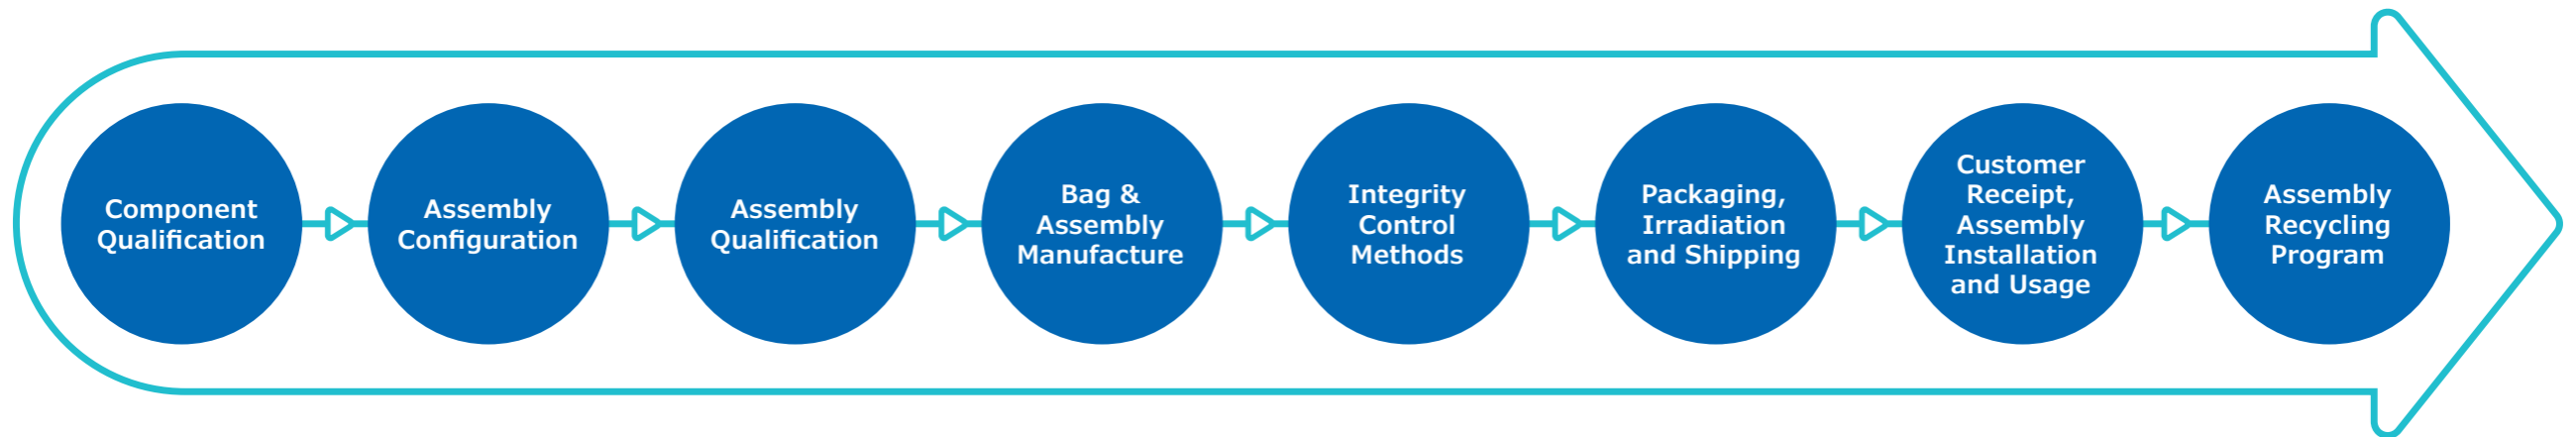 Component
Qualification
Assembly
Configuration
Assembly
Qualification
Bag &
Assembly
Manufacture
Integrity
Control
Methods
Packaging,
Irradiation
and Shipping
Customer
Receipt,
Assembly
Installation
and Usage
Assembly
Recycling
Program